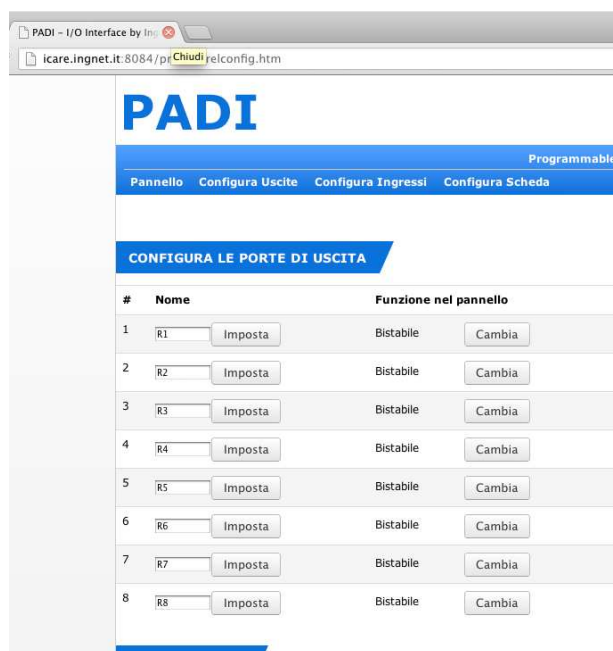 PADI – I/O Interface by Ing
icare.ingnet.it:8084/pr
Chiudi
relconfig.htm
PADI
Programmable
Pannello Configura Uscite Configura Ingressi Configura Scheda
CONFIGURA LE PORTE DI USCITA
# Nome Funzione nel pannello
1 R1 Imposta Bistabile Cambia
2 R2 Imposta Bistabile Cambia
3 R3 Imposta Bistabile Cambia
4 R4 Imposta Bistabile Cambia
5 R5 Imposta Bistabile Cambia
6 R6 Imposta Bistabile Cambia
7 R7 Imposta Bistabile Cambia
8 R8 Imposta Bistabile Cambia